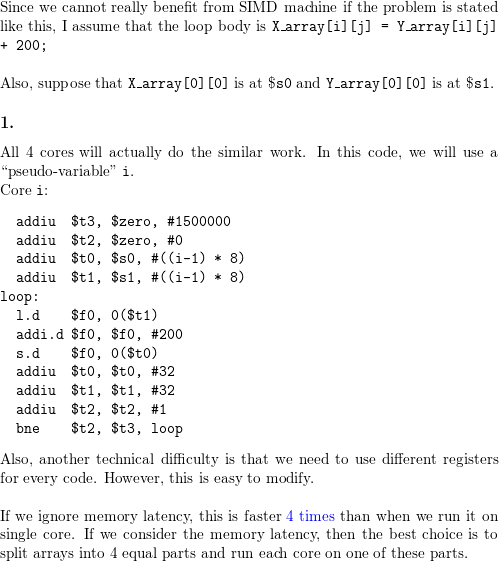 Since we cannot really benefit from SIMD machine if the problem is stated
like this, I assume that the loop body is X_array[i][j] = Y_array[i][j]
+ 200;
Also, suppose that X_array[0][0] is at $s0 and Y_array[0][0] is at $s1.
1.
All 4 cores will actually do the similar work. In this code, we will use a
“pseudo-variable” i.
Core i:
addiu $t3, $zero, #1500000
addiu $t2, $zero, #0
addiu $t0, $s0, #((i-1) * 8)
addiu $t1, $s1, #((i-1) * 8)
loop:
l.d $f0, 0($t1)
addi.d $f0, $f0, #200
s.d $f0, 0($t0)
addiu $t0, $t0, #32
addiu $t1, $t1, #32
addiu $t2, $t2, #1
bne $t2, $t3, loop
Also, another technical difficulty is that we need to use different registers
for every code. However, this is easy to modify.
If we ignore memory latency, this is faster 4 times than when we run it on
single core. If we consider the memory latency, then the best choice is to
split arrays into 4 equal parts and run each core on one of these parts.